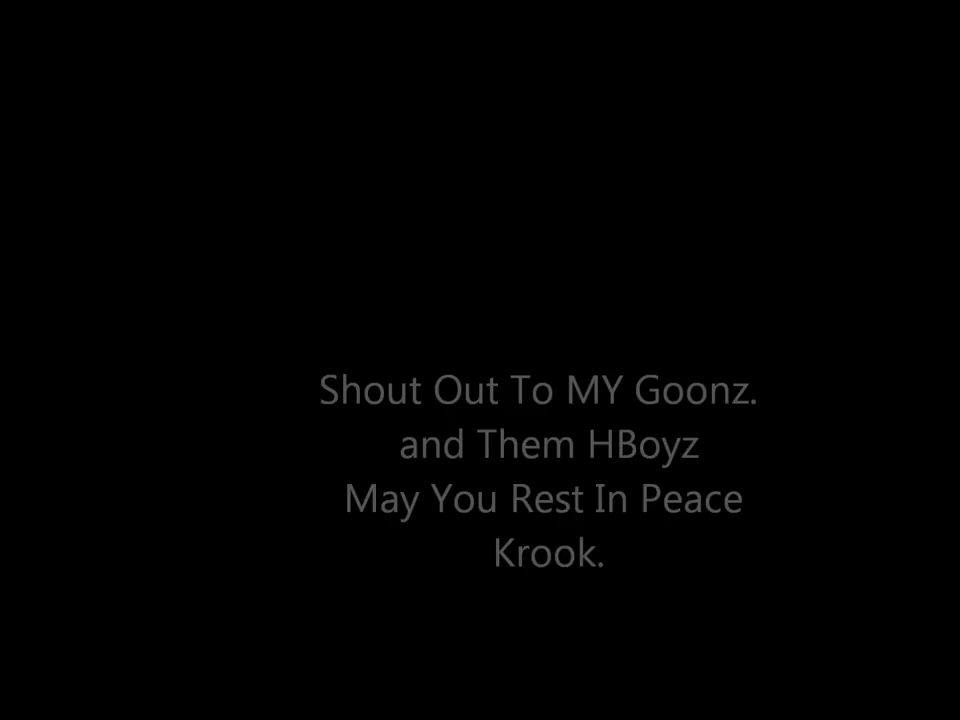 Shout Out To MY Goonz.
and Them HBoyz
May You Rest In Peace
Krook.